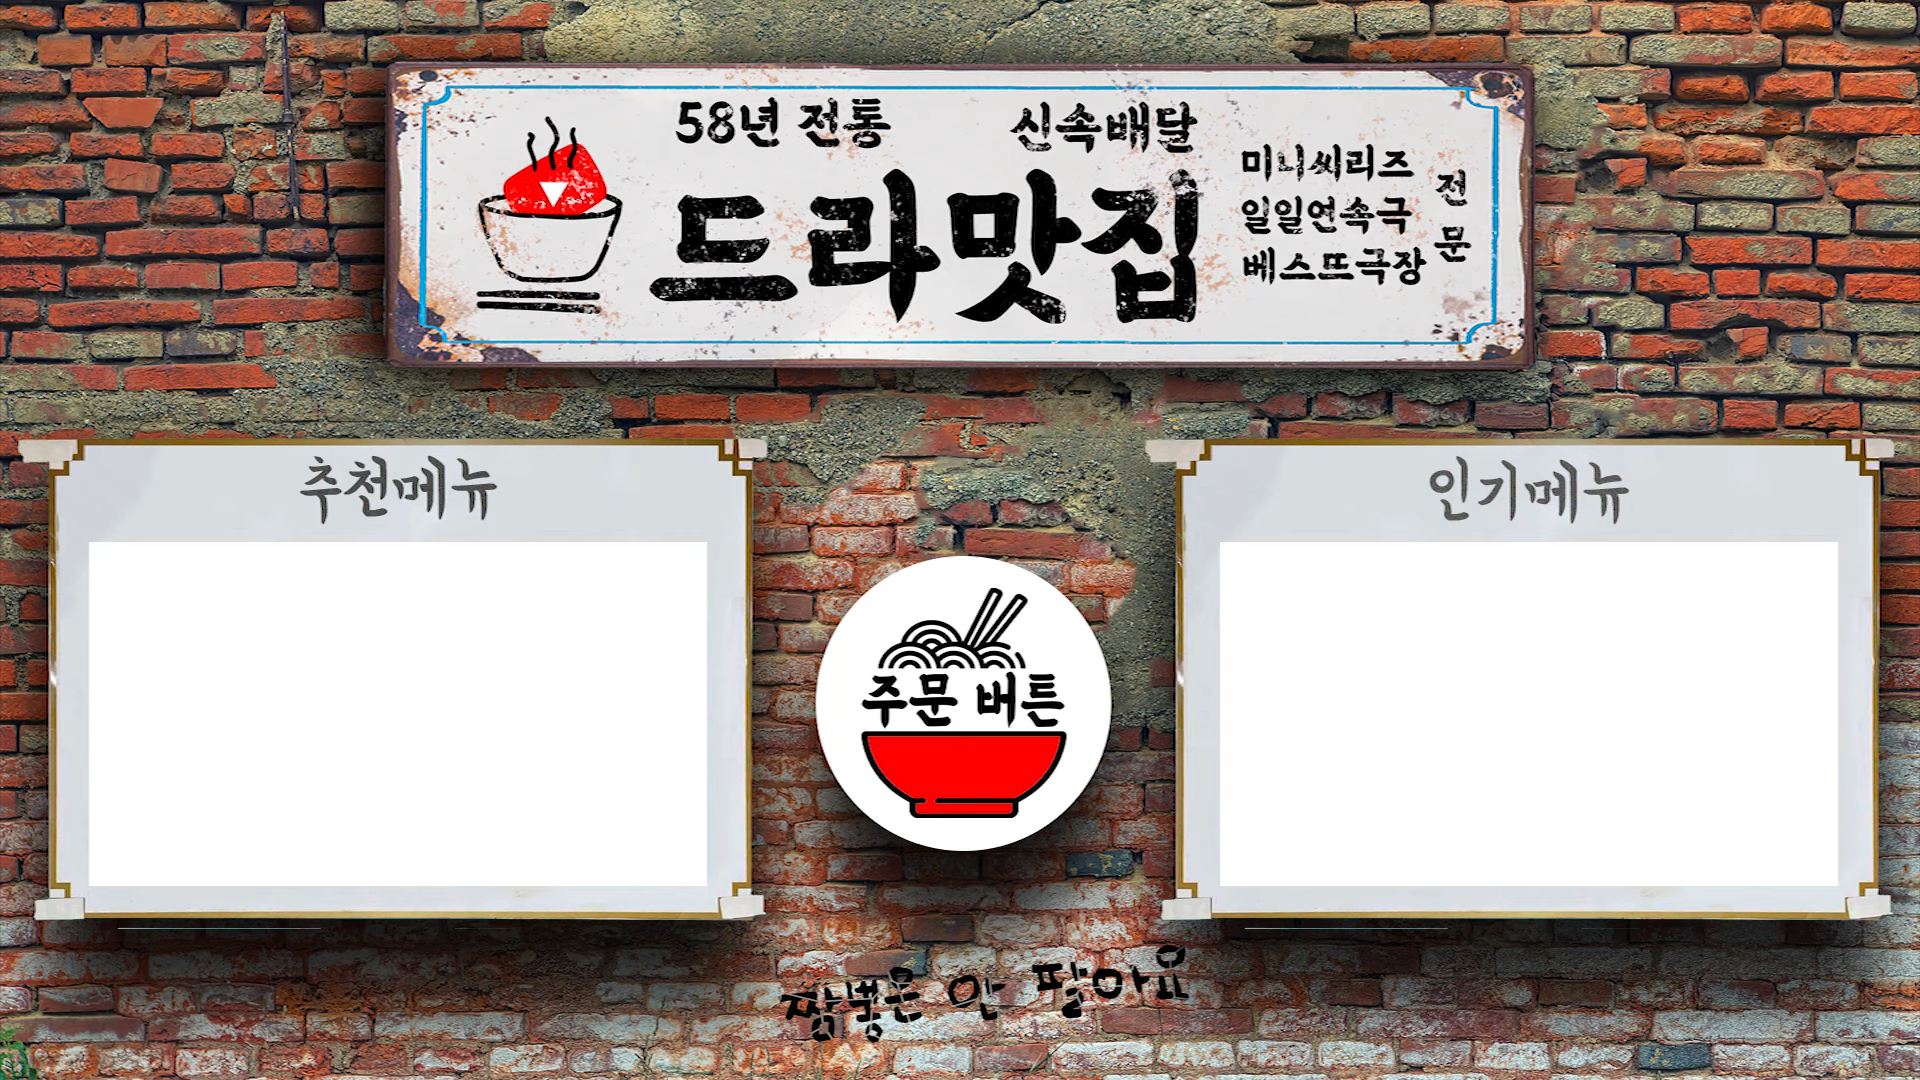 58년 전통 신속배달
드라맛집
미니씨리즈
일일연속극
베스뜨극장
전문
추천메뉴
인기메뉴
주문 버튼
짬뽕은 안 팔아요